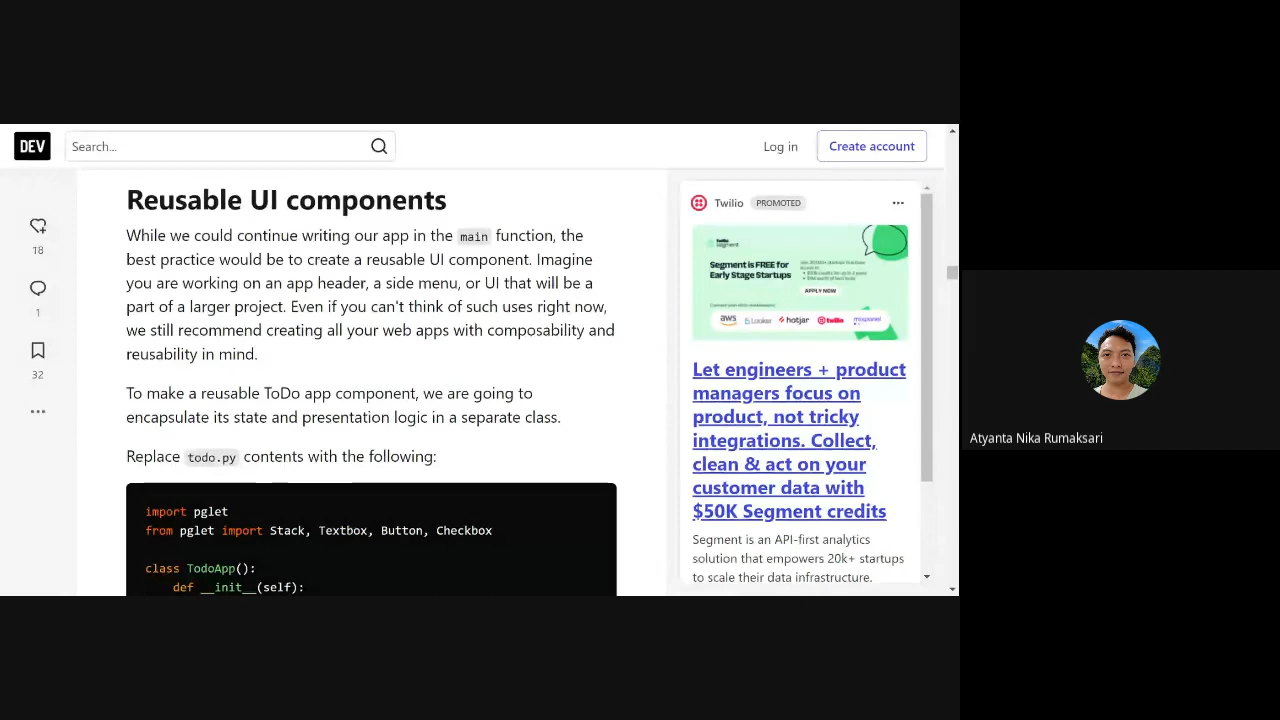 DEV
Search...
Log in
Create account
18
1
32
Reusable UI components
While we could continue writing our app in the main function, the
best practice would be to create a reusable UI component. Imagine
you are working on an app header, a side menu, or UI that will be a
part of a larger project. Even if you can't think of such uses right now,
we still recommend creating all your web apps with composability and
reusability in mind.
To make a reusable ToDo app component, we are going to
encapsulate its state and presentation logic in a separate class.
Replace todo.py contents with the following:
import pglet
from pglet import Stack, Textbox, Button, Checkbox
class TodoApp():
def __init__(self):
Twilio PROMOTED
twilio
segment
Segment is FREE for
Early Stage Startups
APPLY NOW
aws Looker hotjar twilio mixpanel
Let engineers + product
managers focus on
product, not tricky
integrations. Collect,
clean & act on your
customer data with
$50K Segment credits
Segment is an API-first analytics
solution that empowers 20k+ startups
to scale their data infrastructure.
Atyanta Nika Rumaksari